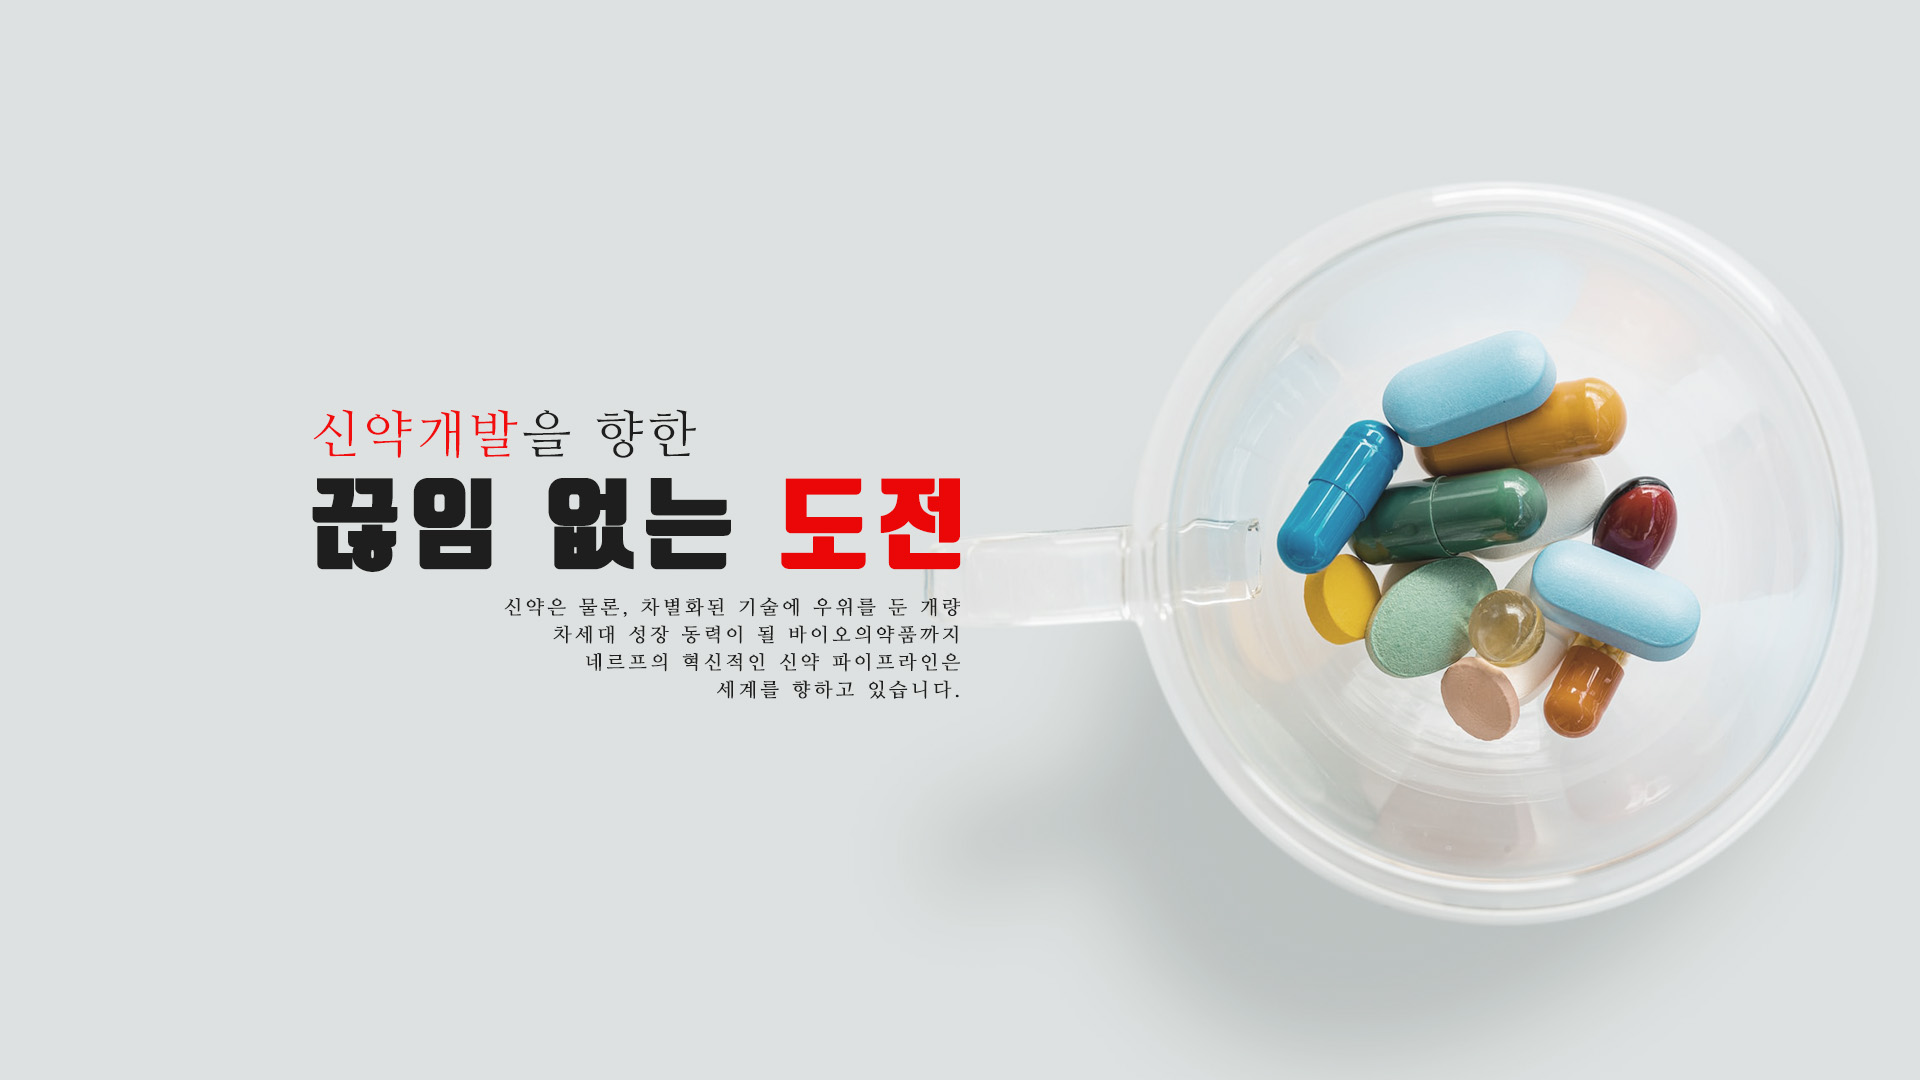 신약개발을 향한
끊임 없는 도전
신약은 물론, 차별화된 기술에 우위를 둔 개량
차세대 성장 동력이 될 바이오의약품까지
네르프의 혁신적인 신약 파이프라인은
세계를 향하고 있습니다.